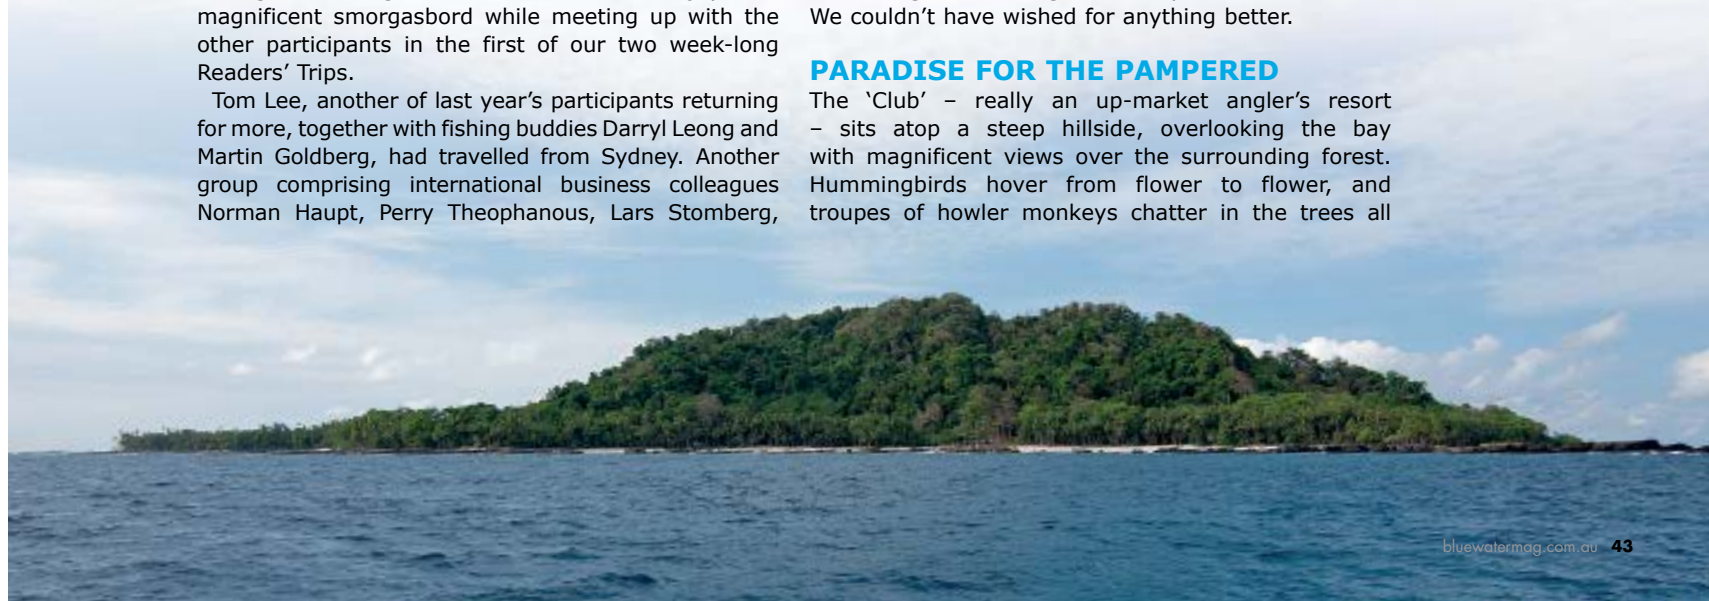 magnificent smorgasbord while meeting up with the
other participants in the first of our two week-long
Readers’ Trips.
Tom Lee, another of last year’s participants returning
for more, together with fishing buddies Darryl Leong and
Martin Goldberg, had travelled from Sydney. Another
group comprising international business colleagues
Norman Haupt, Perry Theophanous, Lars Stomberg,
We couldn’t have wished for anything better.
PARADISE FOR THE PAMPERED
The ‘Club’ – really an up-market angler’s resort
– sits atop a steep hillside, overlooking the bay
with magnificent views over the surrounding forest.
Hummingbirds hover from flower to flower, and
troupes of howler monkeys chatter in the trees all
bluewatermag.com.au 43